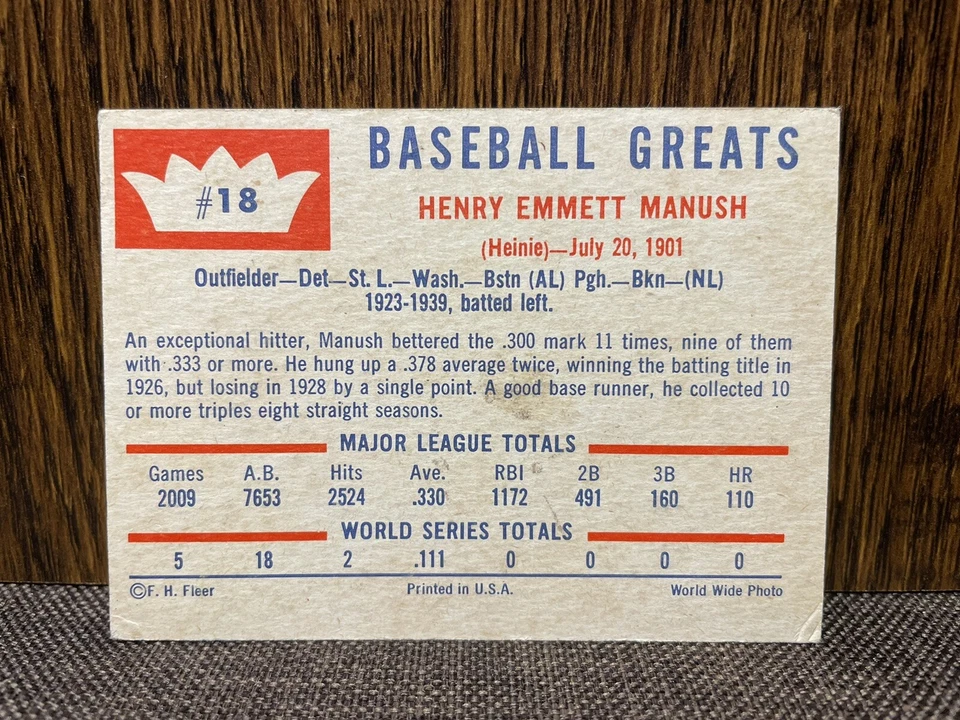 #18
BASEBALL GREATS
HENRY EMMETT MANUSH
(Heinie)—July 20, 1901
Outfielder—Det—St. L.—Wash.—Bstn (AL) Pgh.—Bkn—(NL)
1923-1939, batted left.
An exceptional hitter, Manush bettered the .300 mark 11 times, nine of them
with .333 or more. He hung up a .378 average twice, winning the batting title in
1926, but losing in 1928 by a single point. A good base runner, he collected 10
or more triples eight straight seasons.
MAJOR LEAGUE TOTALS
Games A.B. Hits Ave. RBI 2B 3B HR
2009 7653 2524 .330 1172 491 160 110
WORLD SERIES TOTALS
5 18 2 .111 0 0 0 0
©F. H. Fleer Printed in U.S.A. World Wide Photo